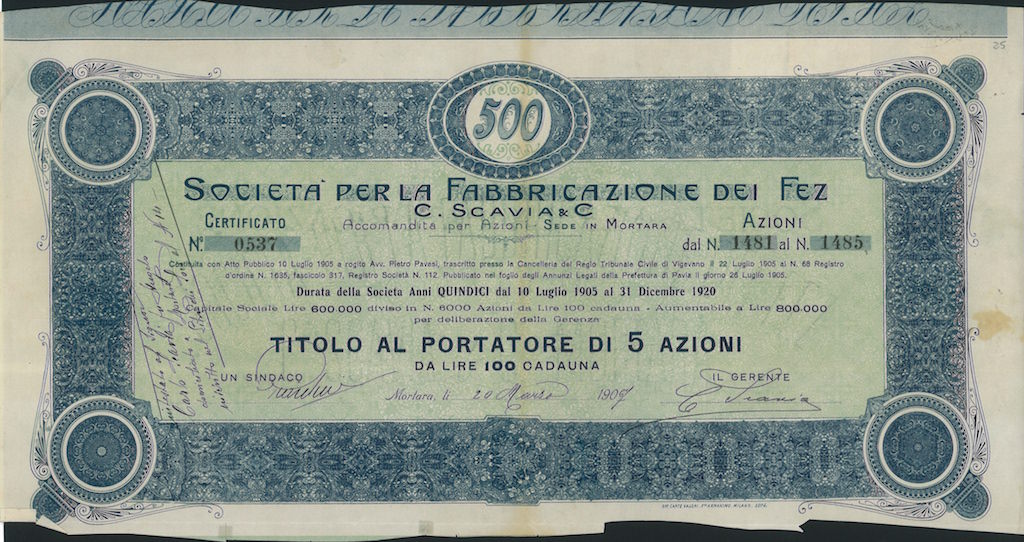 500
SOCIETÀ PER LA FABBRICAZIONE DEI FEZ
C. SCAVIA & C
CERTIFICATO
Accomandita per Azioni - SEDE IN MORTARA
AZIONI
N.º 0537
dal N. 1481 al N. 1485
Costituita con Atto Pubblico 10 Luglio 1905 a rogito Avv. Pietro Pavesi, trascritto presso la Cancelleria del Regio Tribunale Civile di Vigevano il 22 Luglio 1905 al N. 68 Registro
d'ordine N. 1635, fascicolo 317, Registro Società N. 112. Pubblicato nel foglio degli Annunzi Legali della Prefettura di Pavia il giorno 26 Luglio 1905.
Durata della Società Anni QUINDICI dal 10 Luglio 1905 al 31 Dicembre 1920
Capitale Sociale Lire 600.000 diviso in N. 6000 Azioni da Lire 100 cadauna - Aumentabile a Lire 800.000
per deliberazione della Gerenza
TITOLO AL PORTATORE DI 5 AZIONI
DA LIRE 100 CADAUNA
UN SINDACO
IL GERENTE
Mortara, li 20 Marzo 1907
25